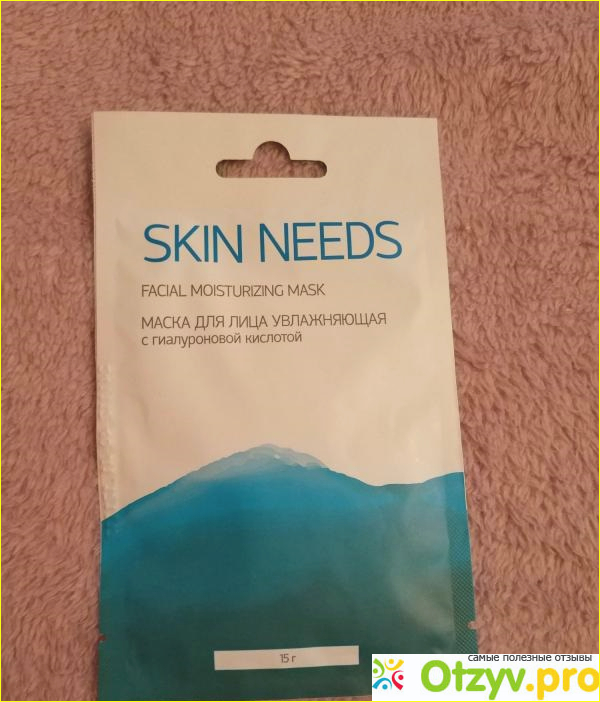 SKIN NEEDS
FACIAL MOISTURIZING MASK
МАСКА ДЛЯ ЛИЦА УВЛАЖНЯЮЩАЯ
с гиалуроновой кислотой
15 г
самые полезные отзывы
Otzyv.pro